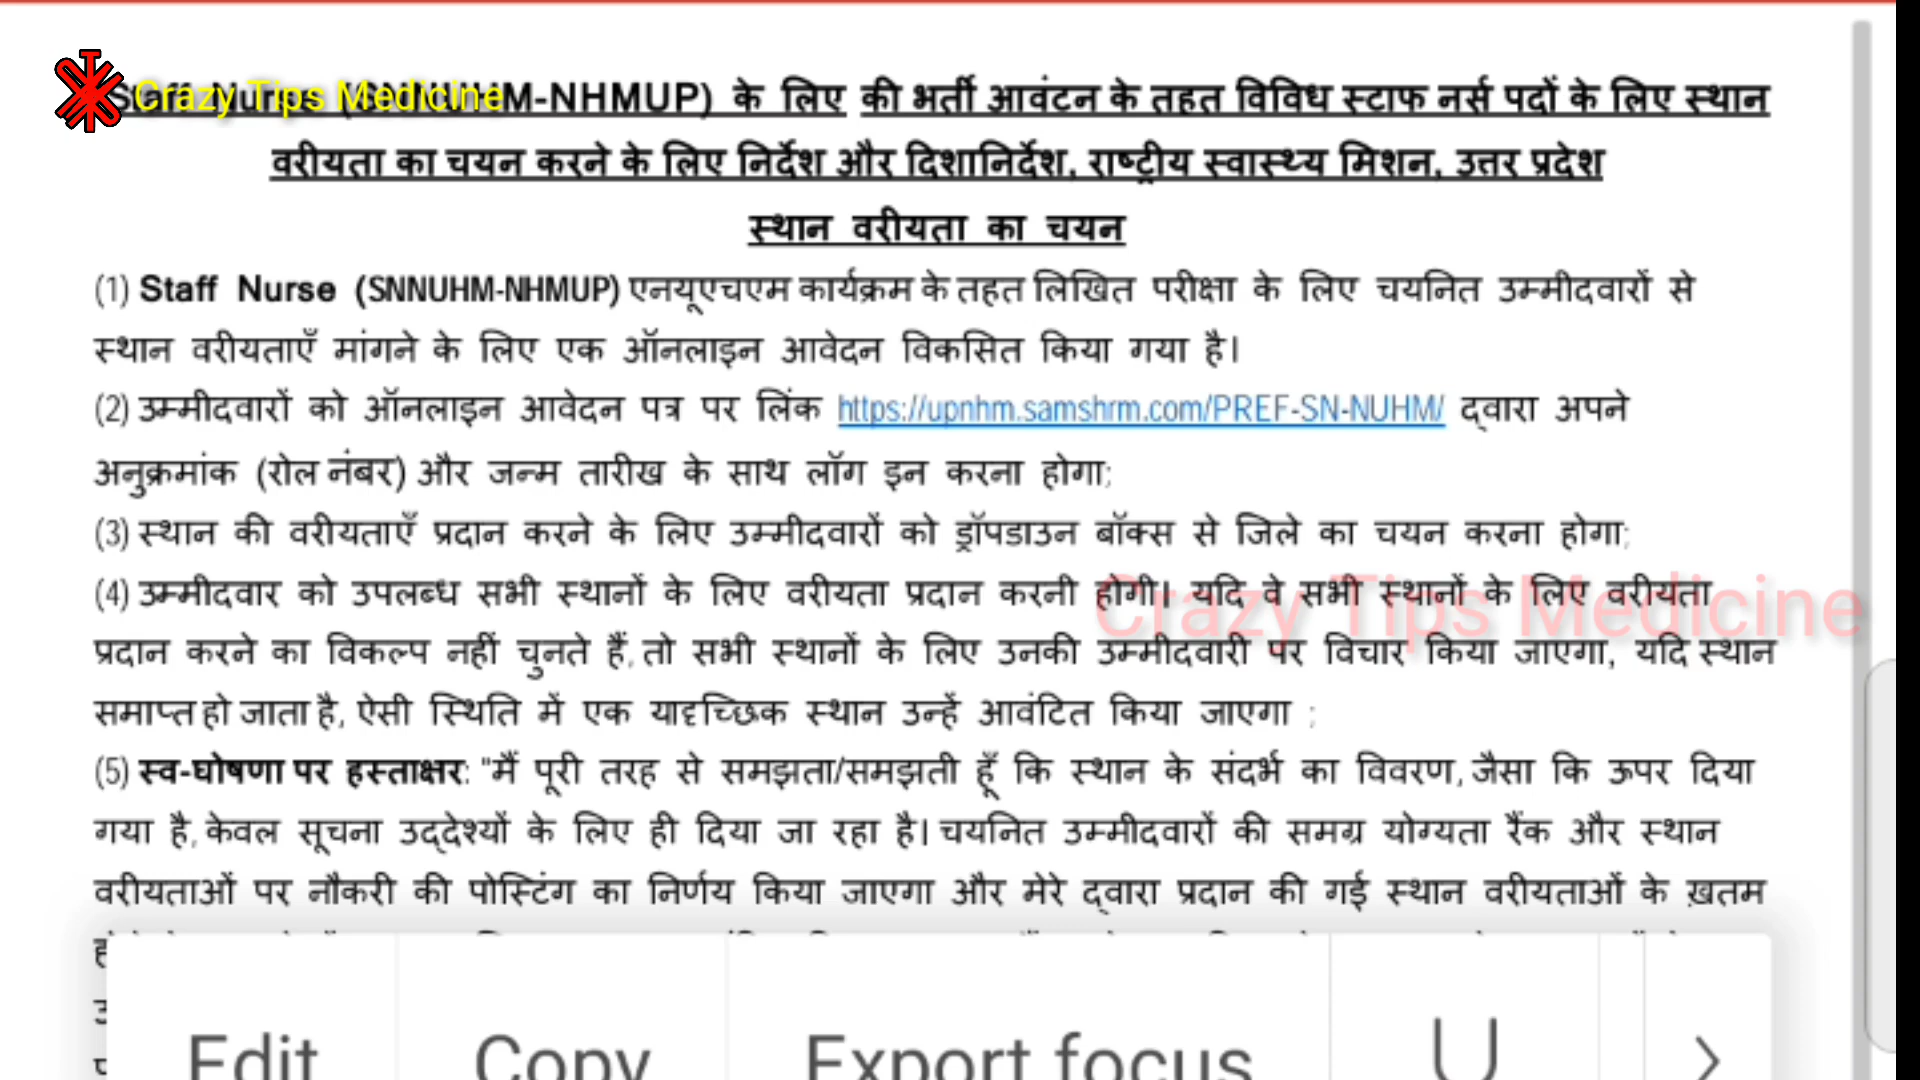 Crazy Tips Medicine
Staff Nurse (SNNUHM-NHMUP) के लिए की भर्ती आवंटन के तहत विविध स्टाफ नर्स पदों के लिए स्थान
वरीयता का चयन करने के लिए निर्देश और दिशानिर्देश, राष्ट्रीय स्वास्थ्य मिशन, उत्तर प्रदेश
स्थान वरीयता का चयन
(1) Staff Nurse (SNNUHM-NHMUP) एनयूएचएम कार्यक्रम के तहत लिखित परीक्षा के लिए चयनित उम्मीदवारों से
स्थान वरीयताएँ मांगने के लिए एक ऑनलाइन आवेदन विकसित किया गया है।
(2) उम्मीदवारों को ऑनलाइन आवेदन पत्र पर लिंक https://upnhm.samshrm.com/PREF-SN-NUHM/ द्वारा अपने
अनुक्रमांक (रोल नंबर) और जन्म तारीख के साथ लॉग इन करना होगा;
(3) स्थान की वरीयताएँ प्रदान करने के लिए उम्मीदवारों को ड्रॉपडाउन बॉक्स से जिले का चयन करना होगा;
(4) उम्मीदवार को उपलब्ध सभी स्थानों के लिए वरीयता प्रदान करनी होगी। यदि वे सभी स्थानों के लिए वरीयता
Crazy Tips Medicine
प्रदान करने का विकल्प नहीं चुनते हैं, तो सभी स्थानों के लिए उनकी उम्मीदवारी पर विचार किया जाएगा, यदि स्थान
समाप्त हो जाता है, ऐसी स्थिति में एक यादृच्छिक स्थान उन्हें आवंटित किया जाएगा ;
(5) स्व-घोषणा पर हस्ताक्षर: "मैं पूरी तरह से समझता/समझती हूँ कि स्थान के संदर्भ का विवरण, जैसा कि ऊपर दिया
गया है, केवल सूचना उद्देश्यों के लिए ही दिया जा रहा है। चयनित उम्मीदवारों की समग्र योग्यता रैंक और स्थान
वरीयताओं पर नौकरी की पोस्टिंग का निर्णय किया जाएगा और मेरे द्वारा प्रदान की गई स्थान वरीयताओं के ख़तम
Edit Copy Export focus U >